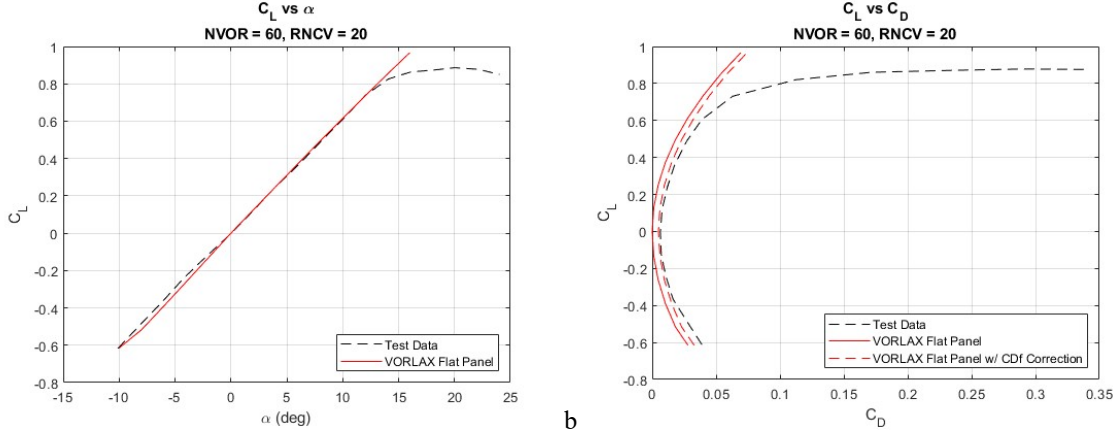 C_L vs α
NVOR = 60, RNCV = 20
1
0.8
0.6
0.4
0.2
0
-0.2
-0.4
-0.6
-0.8
C_L
-15 -10 -5 0 5 10 15 20 25
α (deg)
Test Data
VORLAX Flat Panel
b
C_L vs C_D
NVOR = 60, RNCV = 20
1
0.8
0.6
0.4
0.2
0
-0.2
-0.4
-0.6
-0.8
C_L
0 0.05 0.1 0.15 0.2 0.25 0.3 0.35
C_D
Test Data
VORLAX Flat Panel
VORLAX Flat Panel w/ CDf Correction